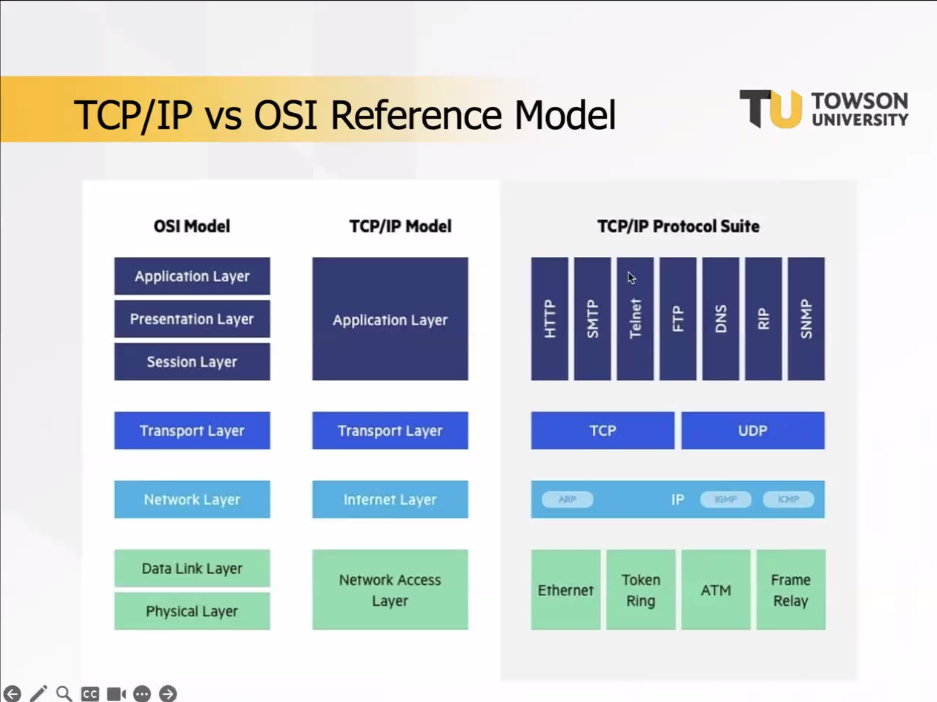 TCP/IP vs OSI Reference Model
TU TOWSON
UNIVERSITY
OSI Model
TCP/IP Model
TCP/IP Protocol Suite
Application Layer
Presentation Layer
Session Layer
Application Layer
HTTP
SMTP
Telnet
FTP
DNS
RIP
SNMP
Transport Layer
Transport Layer
TCP
UDP
Network Layer
Internet Layer
ARP
IP
IGMP
ICMP
Data Link Layer
Physical Layer
Network Access
Layer
Ethernet
Token
Ring
ATM
Frame
Relay
CC